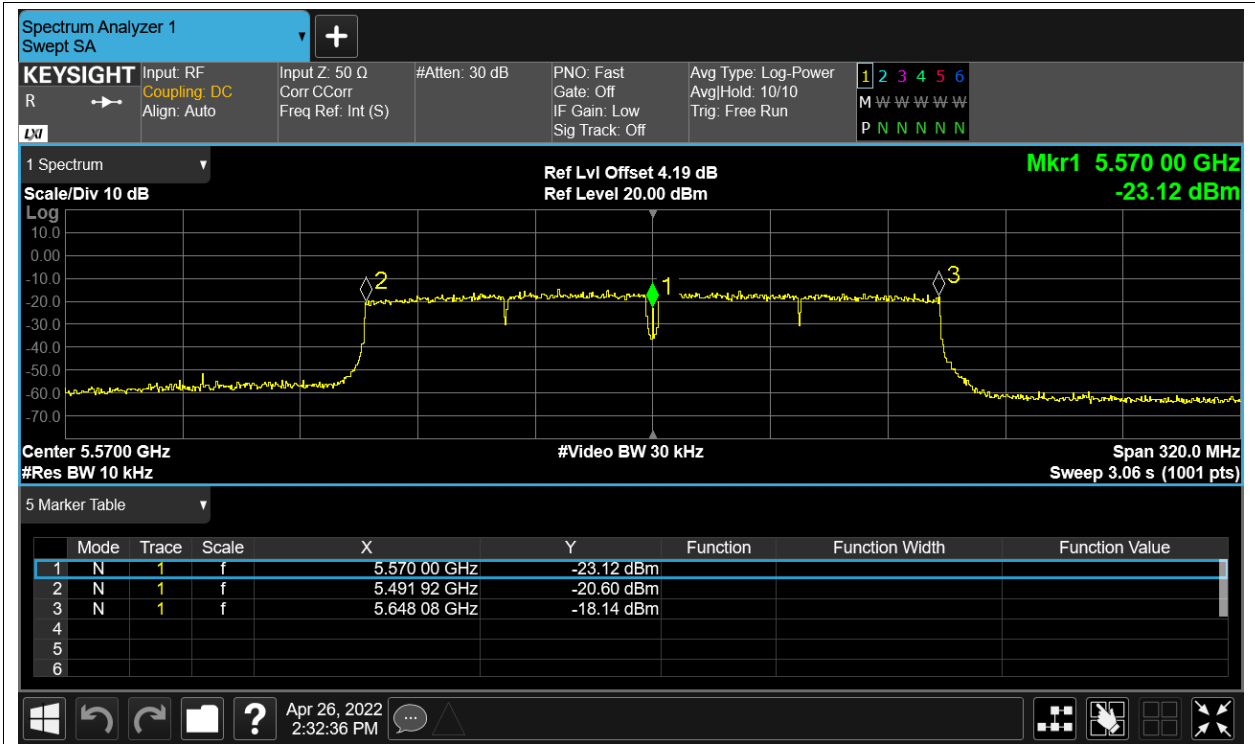 Spectrum Analyzer 1
Swept SA
+
KEYSIGHT Input: RF Input Z: 50 Ω #Atten: 30 dB PNO: Fast Avg Type: Log-Power 1 2 3 4 5 6
R Coupling: DC Corr CCorr Gate: Off Avg|Hold: 10/10 M W W W W W
Align: Auto Freq Ref: Int (S) IF Gain: Low Trig: Free Run
LXI Sig Track: Off P N N N N N
1 Spectrum Ref Lvl Offset 4.19 dB Mkr1 5.570 00 GHz
Scale/Div 10 dB Ref Level 20.00 dBm -23.12 dBm
Log
10.0
0.00
-10.0
-20.0
-30.0
-40.0
-50.0
-60.0
-70.0
2
1
3
Center 5.5700 GHz #Video BW 30 kHz Span 320.0 MHz
#Res BW 10 kHz Sweep 3.06 s (1001 pts)
5 Marker Table
Mode Trace Scale X Y Function Function Width Function Value
1 N 1 f 5.570 00 GHz -23.12 dBm
2 N 1 f 5.491 92 GHz -20.60 dBm
3 N 1 f 5.648 08 GHz -18.14 dBm
4
5
6
? Apr 26, 2022
2:32:36 PM